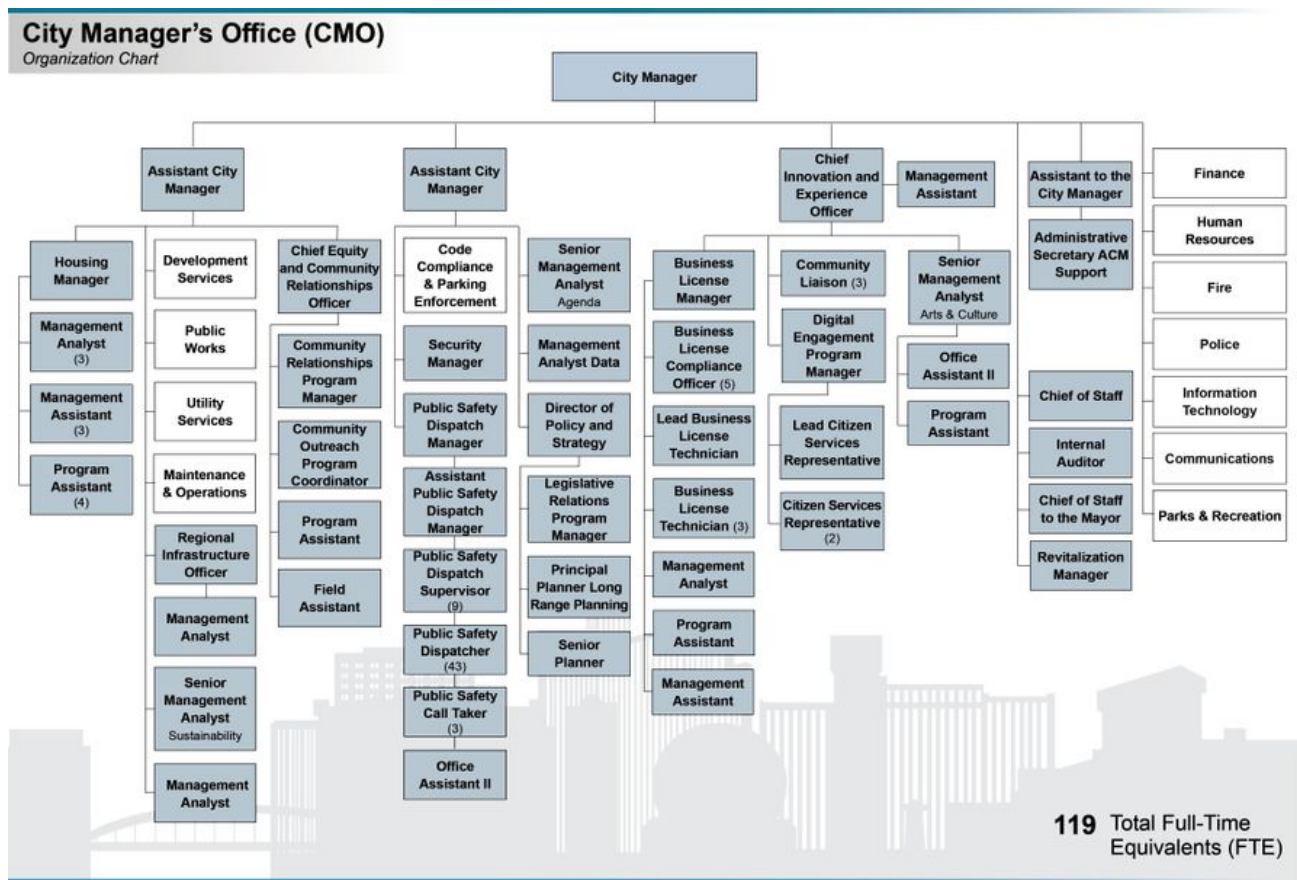 City Manager's Office (CMO)
Organization Chart
City Manager
Assistant City
Manager
Housing
Manager
Management
Analyst
(3)
Management
Assistant
(3)
Program
Assistant
(4)
Development
Services
Public
Works
Utility
Services
Maintenance
& Operations
Regional
Infrastructure
Officer
Management
Analyst
Senior
Management
Analyst
Sustainability
Management
Analyst
Chief Equity
and Community
Relationships
Officer
Community
Relationships
Program
Manager
Community
Outreach
Program
Coordinator
Program
Assistant
Field
Assistant
Assistant City
Manager
Code
Compliance
& Parking
Enforcement
Security
Manager
Public Safety
Dispatch
Manager
Assistant
Public Safety
Dispatch
Manager
Public Safety
Dispatch
Supervisor
(9)
Public Safety
Dispatcher
(43)
Public Safety
Call Taker
(3)
Office
Assistant II
Senior
Management
Analyst
Agenda
Management
Analyst Data
Director of
Policy and
Strategy
Legislative
Relations
Program
Manager
Principal
Planner Long
Range Planning
Senior
Planner
Chief
Innovation and
Experience
Officer
Management
Assistant
Business
License
Manager
Business
License
Compliance
Officer (5)
Lead Business
License
Technician
Business
License
Technician (3)
Management
Analyst
Program
Assistant
Management
Assistant
Community
Liaison (3)
Digital
Engagement
Program
Manager
Lead Citizen
Services
Representative
Citizen Services
Representative
(2)
Senior
Management
Analyst
Arts & Culture
Office
Assistant II
Program
Assistant
Assistant to the
City Manager
Administrative
Secretary ACM
Support
Chief of Staff
Internal
Auditor
Chief of Staff
to the Mayor
Revitalization
Manager
Finance
Human
Resources
Fire
Police
Information
Technology
Communications
Parks & Recreation
119 Total Full-Time
Equivalents (FTE)